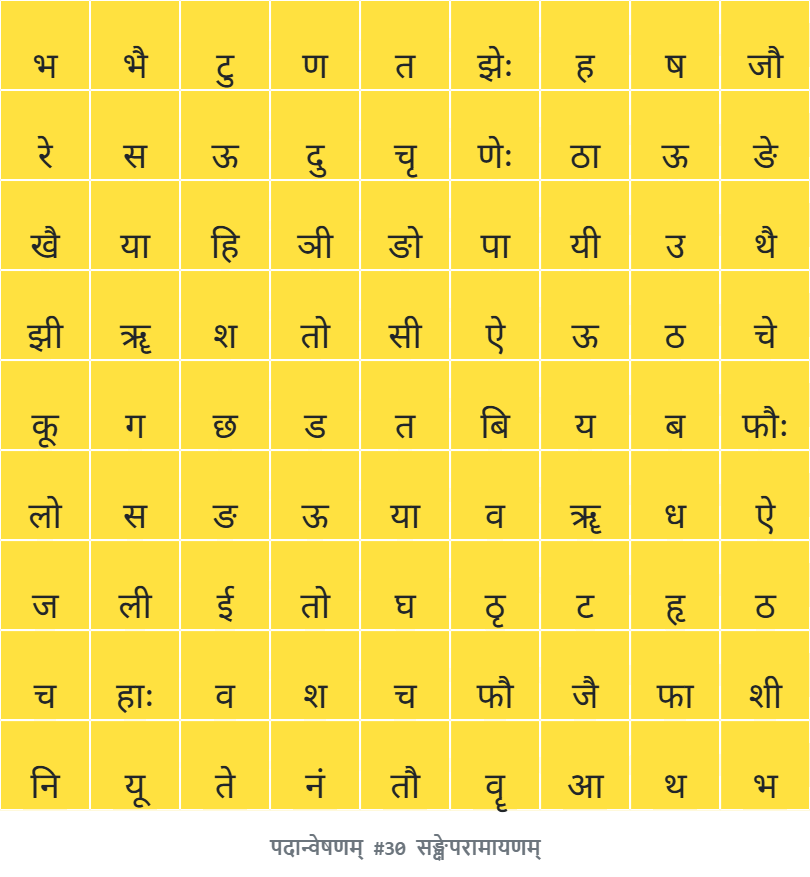 भ भै टु ण त झेः ह ष जौ
रे स ऊ दु चृ णेः ठा ऊ ङे
खै या हि ञी ङो पा यी उ थै
झी ॠ श तो सी ऐ ऊ ठ चे
कू ग छ ड त बि य ब फौः
लो स ङ ऊ या व ॠ ध ऐ
ज ली ई तो घ ठृ ट हृ ठ
च हाः व श च फौ जै फा शी
नि यू ते नं तौ वॄ आ थ भ
पदान्वेषणम् #30 सङ्क्षेपरामायणम्